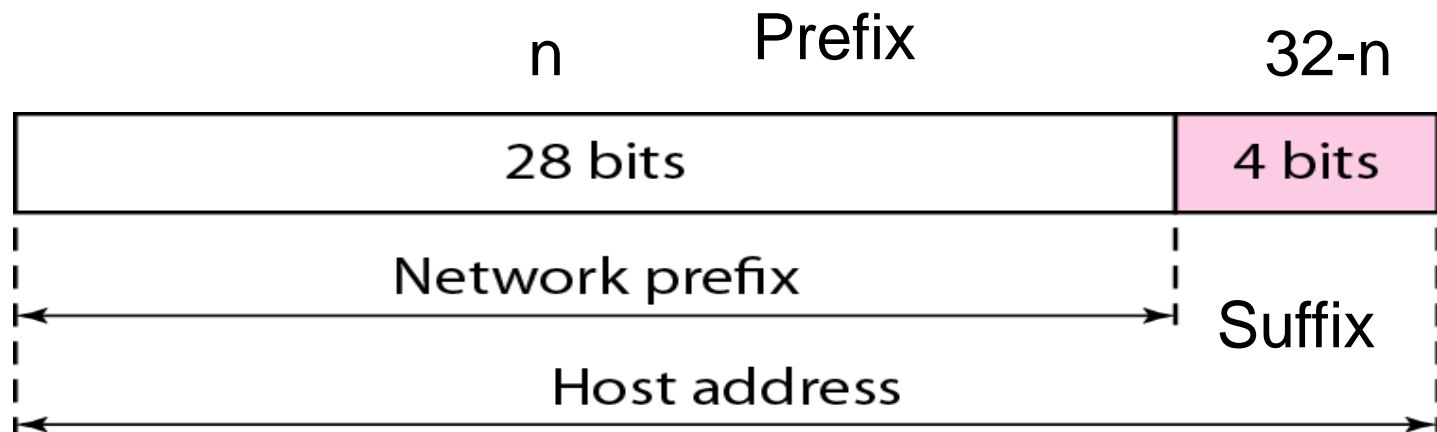 n Prefix 32-n
28 bits 4 bits
Network prefix
Suffix
Host address